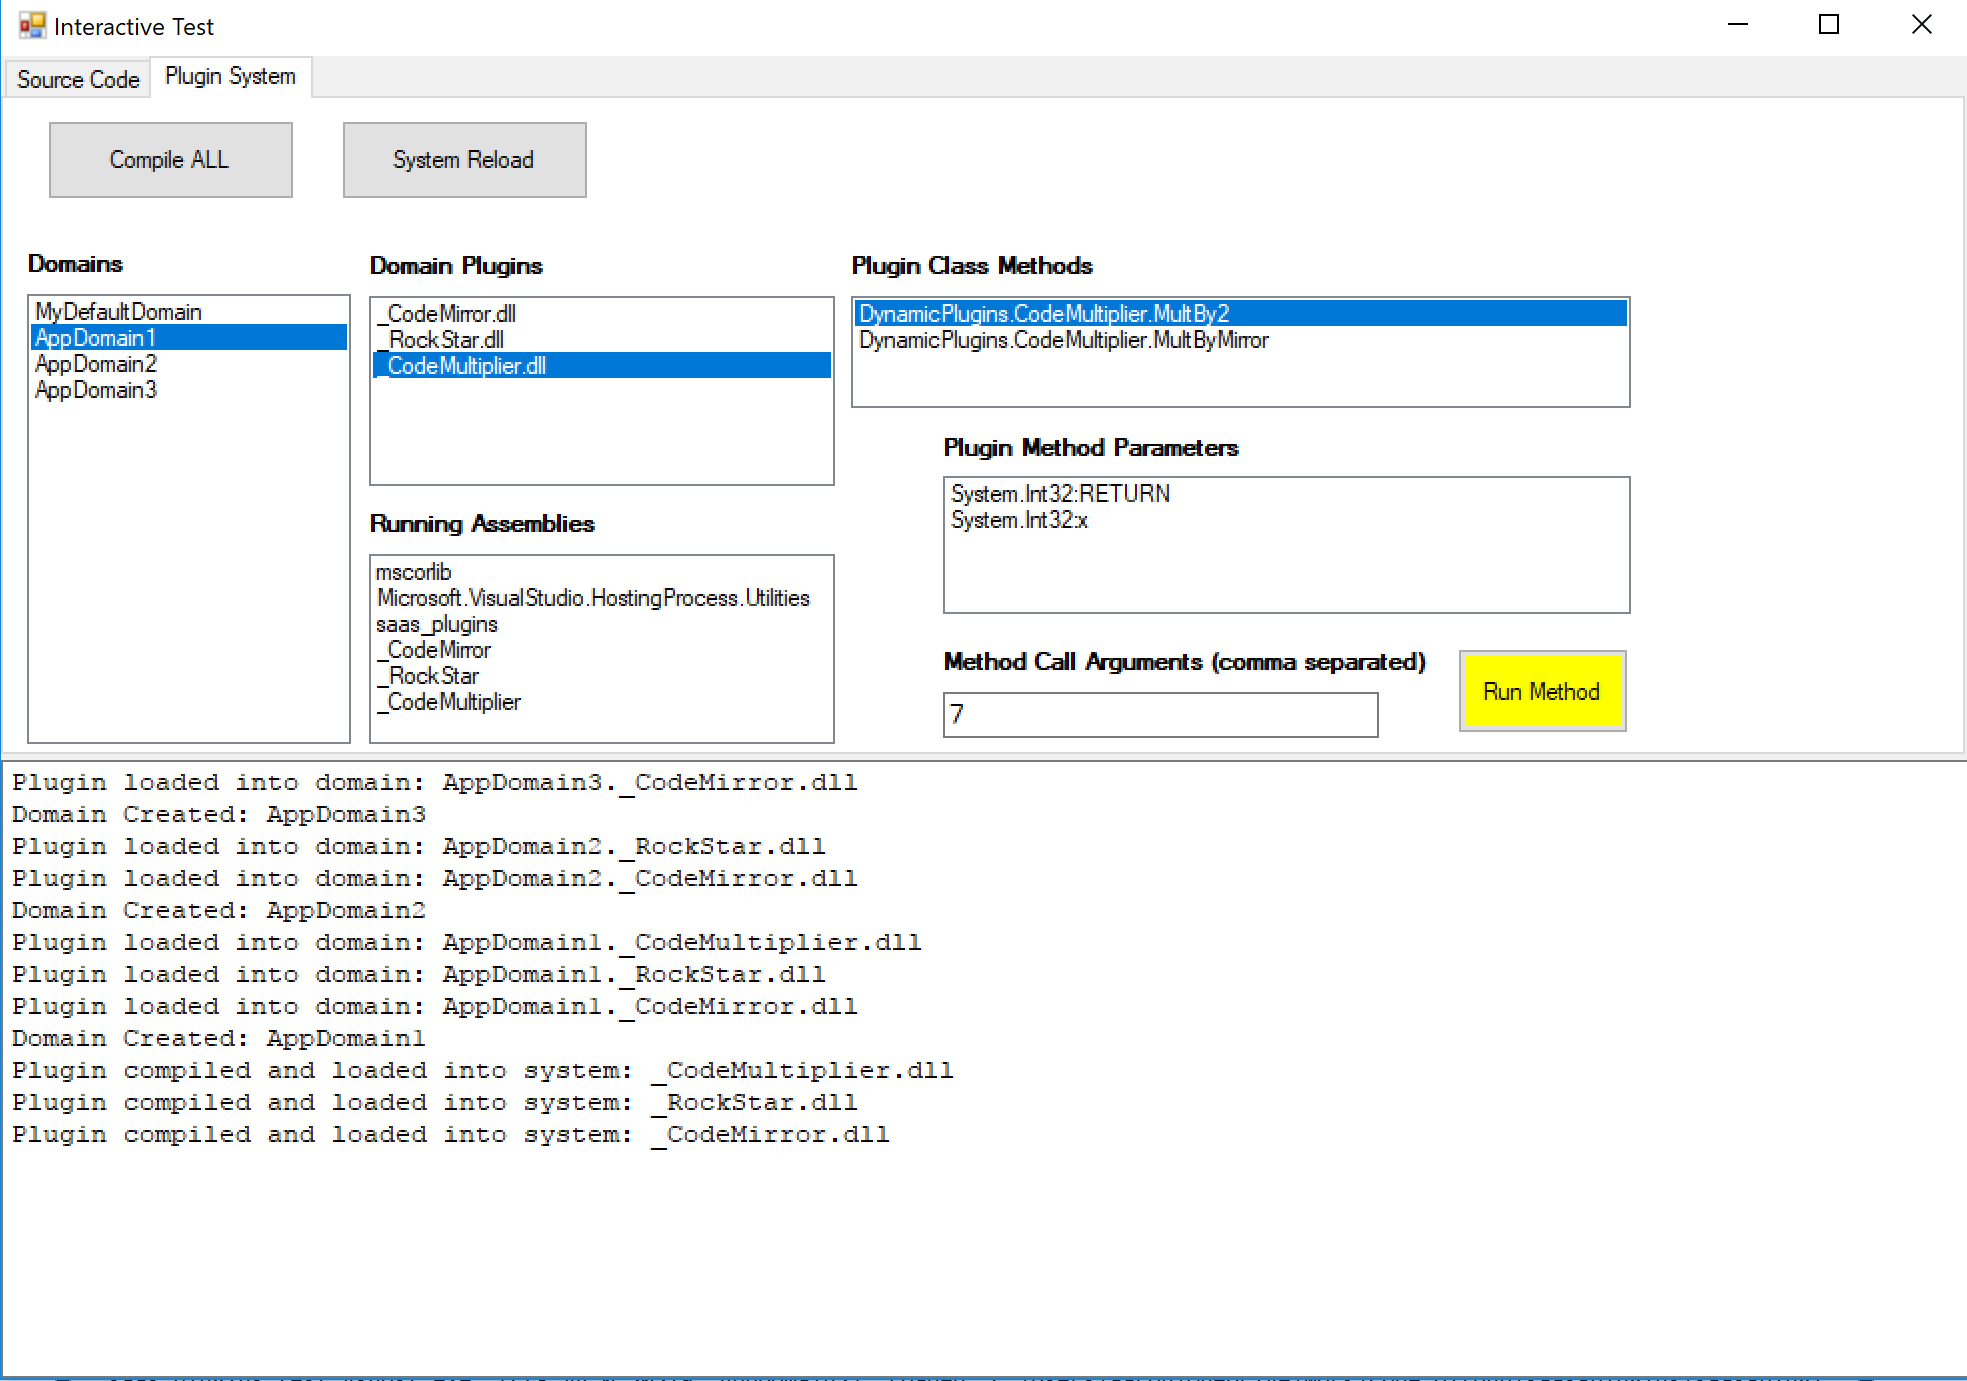 Interactive Test
Source Code
Plugin System
Compile ALL
System Reload
Domains
MyDefaultDomain
AppDomain1
AppDomain2
AppDomain3
Domain Plugins
_CodeMirror.dll
_RockStar.dll
_CodeMultiplier.dll
Running Assemblies
mscorlib
Microsoft.VisualStudio.HostingProcess.Utilities
saas_plugins
_CodeMirror
_RockStar
_CodeMultiplier
Plugin Class Methods
DynamicPlugins.CodeMultiplier.MultBy2
DynamicPlugins.CodeMultiplier.MultByMirror
Plugin Method Parameters
System.Int32:RETURN
System.Int32:x
Method Call Arguments (comma separated)
7
Run Method
Plugin loaded into domain: AppDomain3._CodeMirror.dll
Domain Created: AppDomain3
Plugin loaded into domain: AppDomain2._RockStar.dll
Plugin loaded into domain: AppDomain2._CodeMirror.dll
Domain Created: AppDomain2
Plugin loaded into domain: AppDomain1._CodeMultiplier.dll
Plugin loaded into domain: AppDomain1._RockStar.dll
Plugin loaded into domain: AppDomain1._CodeMirror.dll
Domain Created: AppDomain1
Plugin compiled and loaded into system: _CodeMultiplier.dll
Plugin compiled and loaded into system: _RockStar.dll
Plugin compiled and loaded into system: _CodeMirror.dll